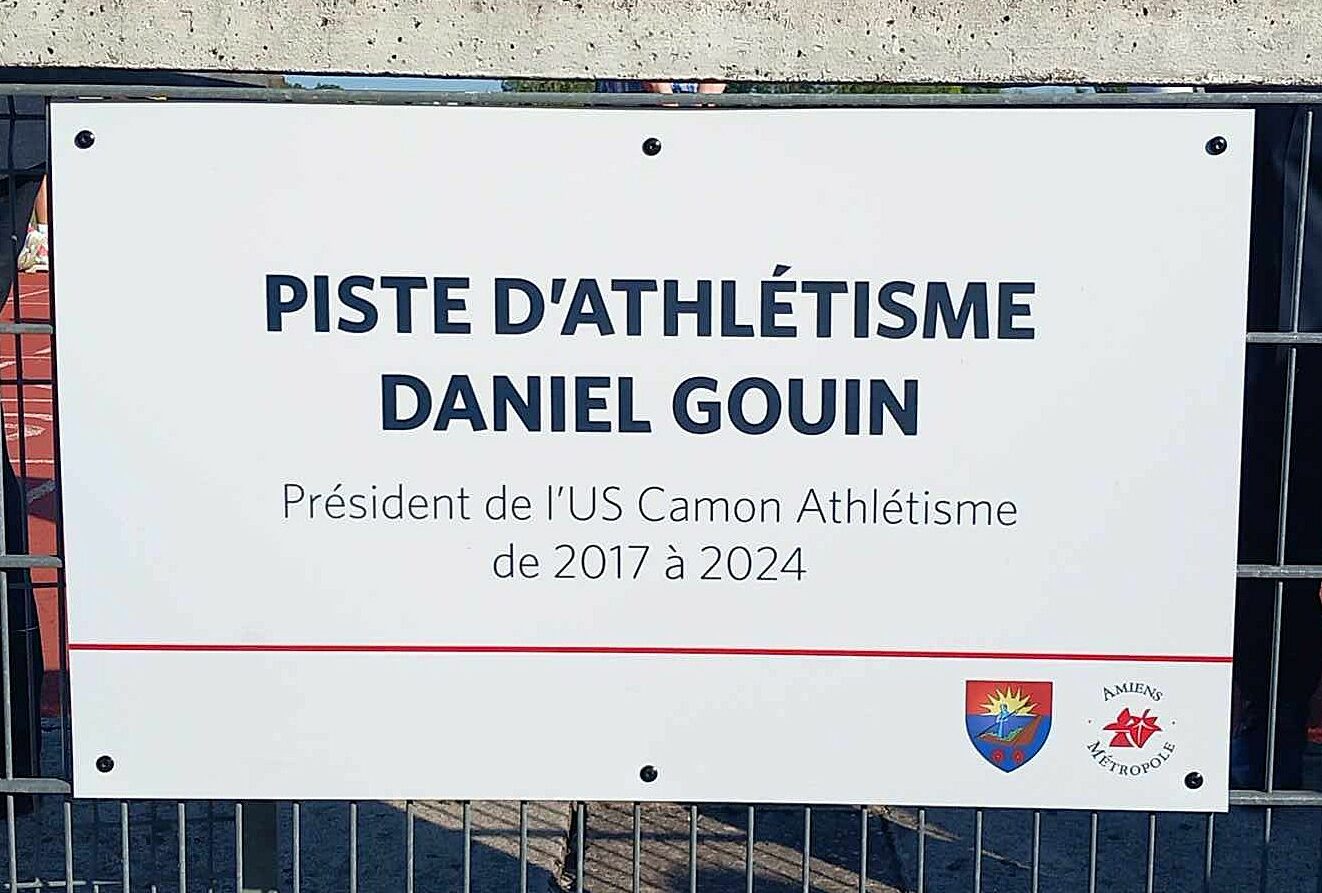 PISTE D'ATHLÉTISME
DANIEL GOUIN
Président de l'US Camon Athlétisme
de 2017 à 2024
AMIENS
MÉTROPOLE